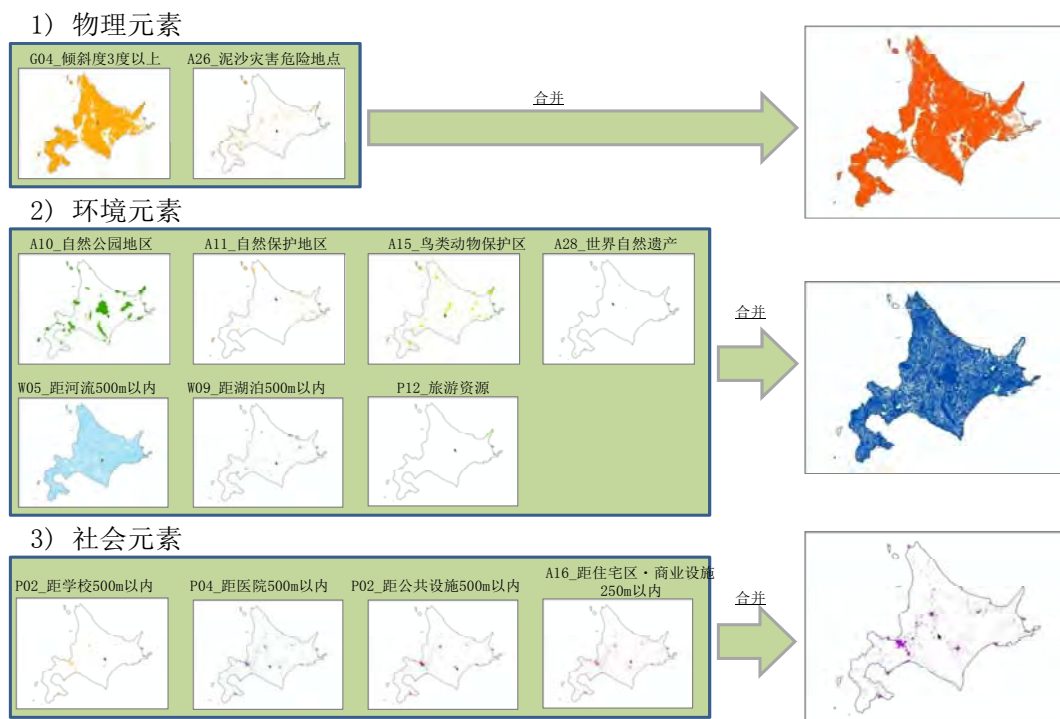 1) 物理元素
G04_倾斜度3度以上
A26_泥沙灾害危险地点
合并
2) 环境元素
A10_自然公园地区
A11_自然保护地区
A15_鸟类动物保护区
A28_世界自然遗产
合并
W05_距河流500m以内
W09_距湖泊500m以内
P12_旅游资源
3) 社会元素
P02_距学校500m以内
P04_距医院500m以内
P02_距公共设施500m以内
A16_距住宅区・商业设施
250m以内
合并